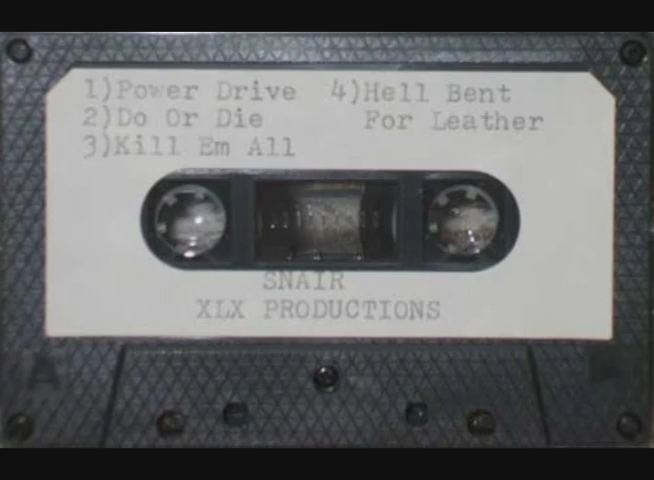 1)Power Drive 4)Hell Bent
2)Do Or Die For Leather
3)Kill Em All
SNAIR
XLX PRODUCTIONS
A